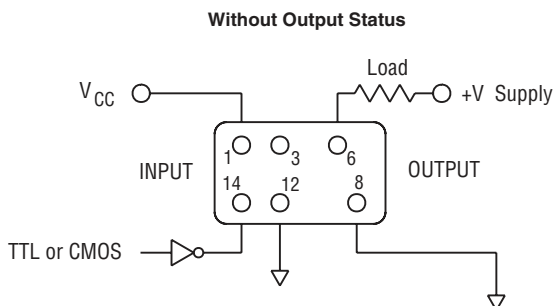 Without Output Status
Load
V CC
+V Supply
1 3 6
INPUT
OUTPUT
14 12 8
TTL or CMOS